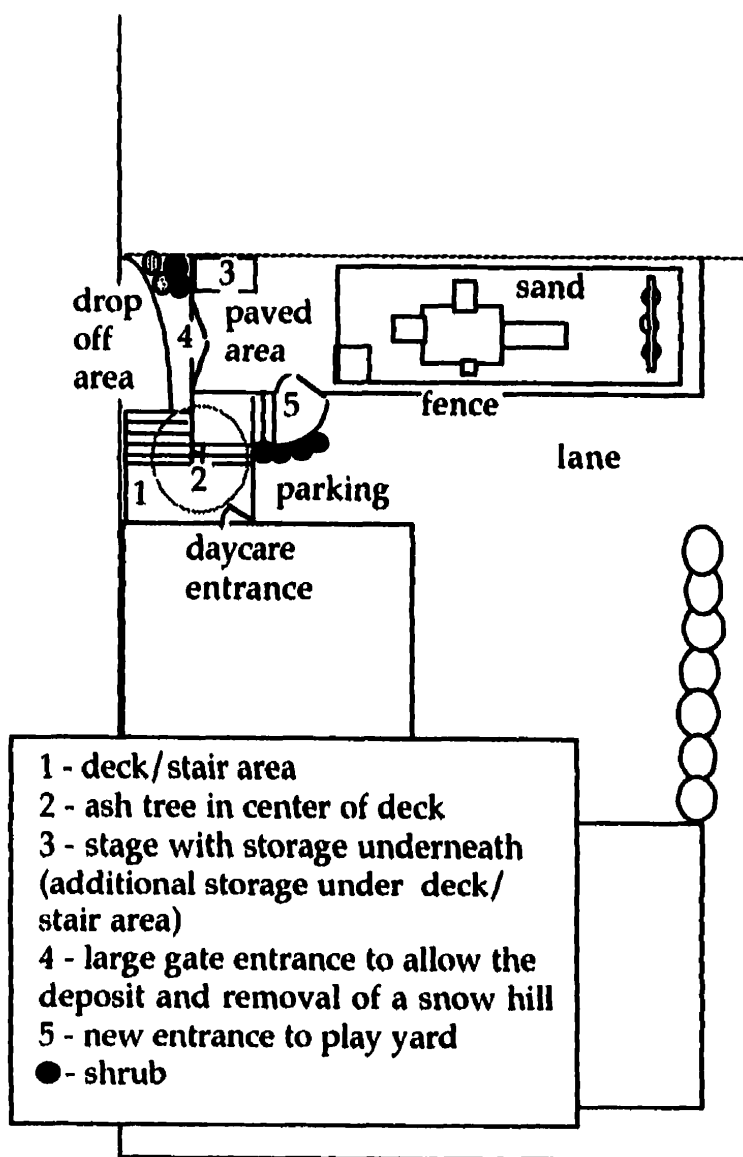 3
sand
drop
off
area
4
paved
area
5
fence
lane
2
1
parking
daycare
entrance
1 - deck/stair area
2 - ash tree in center of deck
3 - stage with storage underneath
(additional storage under deck/
stair area)
4 - large gate entrance to allow the
deposit and removal of a snow hill
5 - new entrance to play yard
- shrub